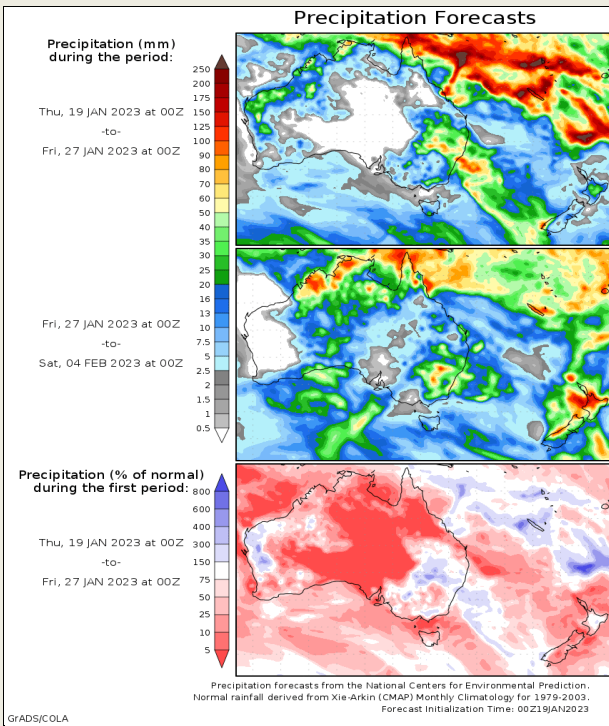 Precipitation Forecasts
Precipitation (mm)
during the period:
Thu, 19 JAN 2023 at 00Z
-to-
Fri, 27 JAN 2023 at 00Z
250
200
175
150
125
100
90
80
70
60
50
40
35
30
25
20
16
13
10
7.5
5
2.5
2
1.5
1
0.5
Fri, 27 JAN 2023 at 00Z
-to-
Sat, 04 FEB 2023 at 00Z
Precipitation (% of normal)
during the first period:
Thu, 19 JAN 2023 at 00Z
-to-
Fri, 27 JAN 2023 at 00Z
800
600
400
300
150
75
50
25
10
5
Precipitation forecasts from the National Centers for Environmental Prediction.
Normal rainfall derived from Xie-Arkin (CMAP) Monthly Climatology for 1979-2003.
Forecast Initialization Time: 00Z19JAN2023
GrADS/COLA